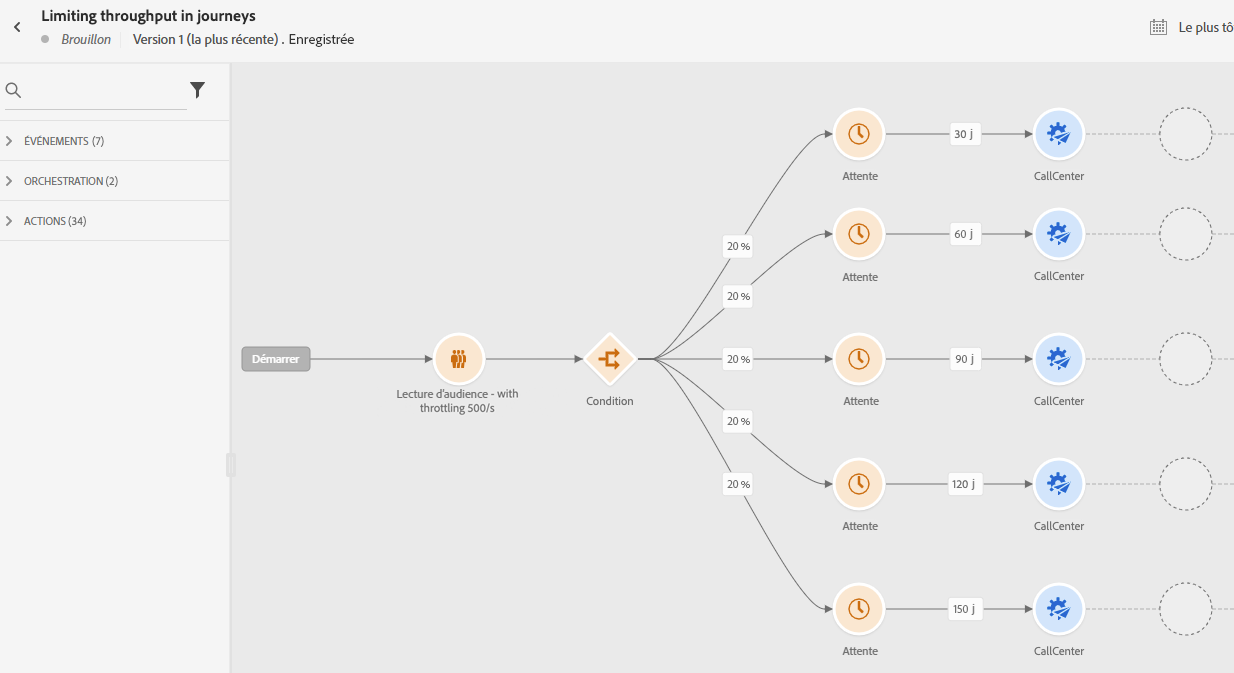 Limiting throughput in journeys
Brouillon
Version 1 (la plus récente) . Enregistrée
Le plus tô
ÉVÉNEMENTS (7)
ORCHESTRATION (2)
ACTIONS (34)
Démarrer
Lecture d'audience - with
throttling 500/s
Condition
20 %
20 %
20 %
20 %
20 %
Attente
30 j
CallCenter
Attente
60 j
CallCenter
Attente
90 j
CallCenter
Attente
120 j
CallCenter
Attente
150 j
CallCenter